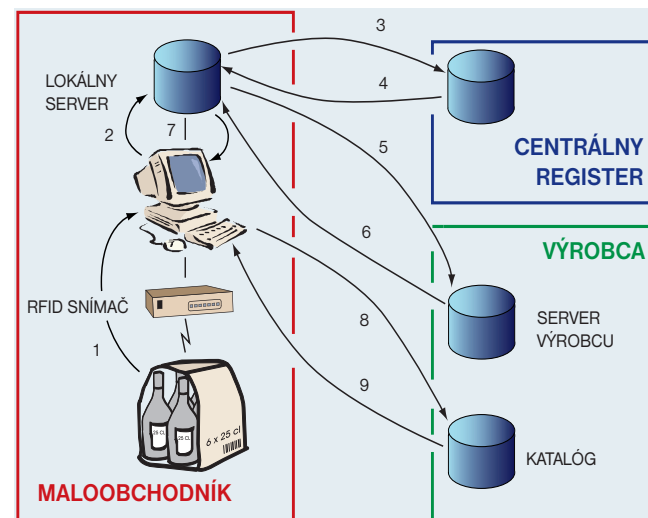 3
LOKÁLNY
SERVER
4
2
7
5
CENTRÁLNY
REGISTER
6
VÝROBCA
RFID SNÍMAČ
8
SERVER
VÝROBCU
1
9
25 CL
25 CL
6 x 25 cl
KATALÓG
MALOOBCHODNÍK